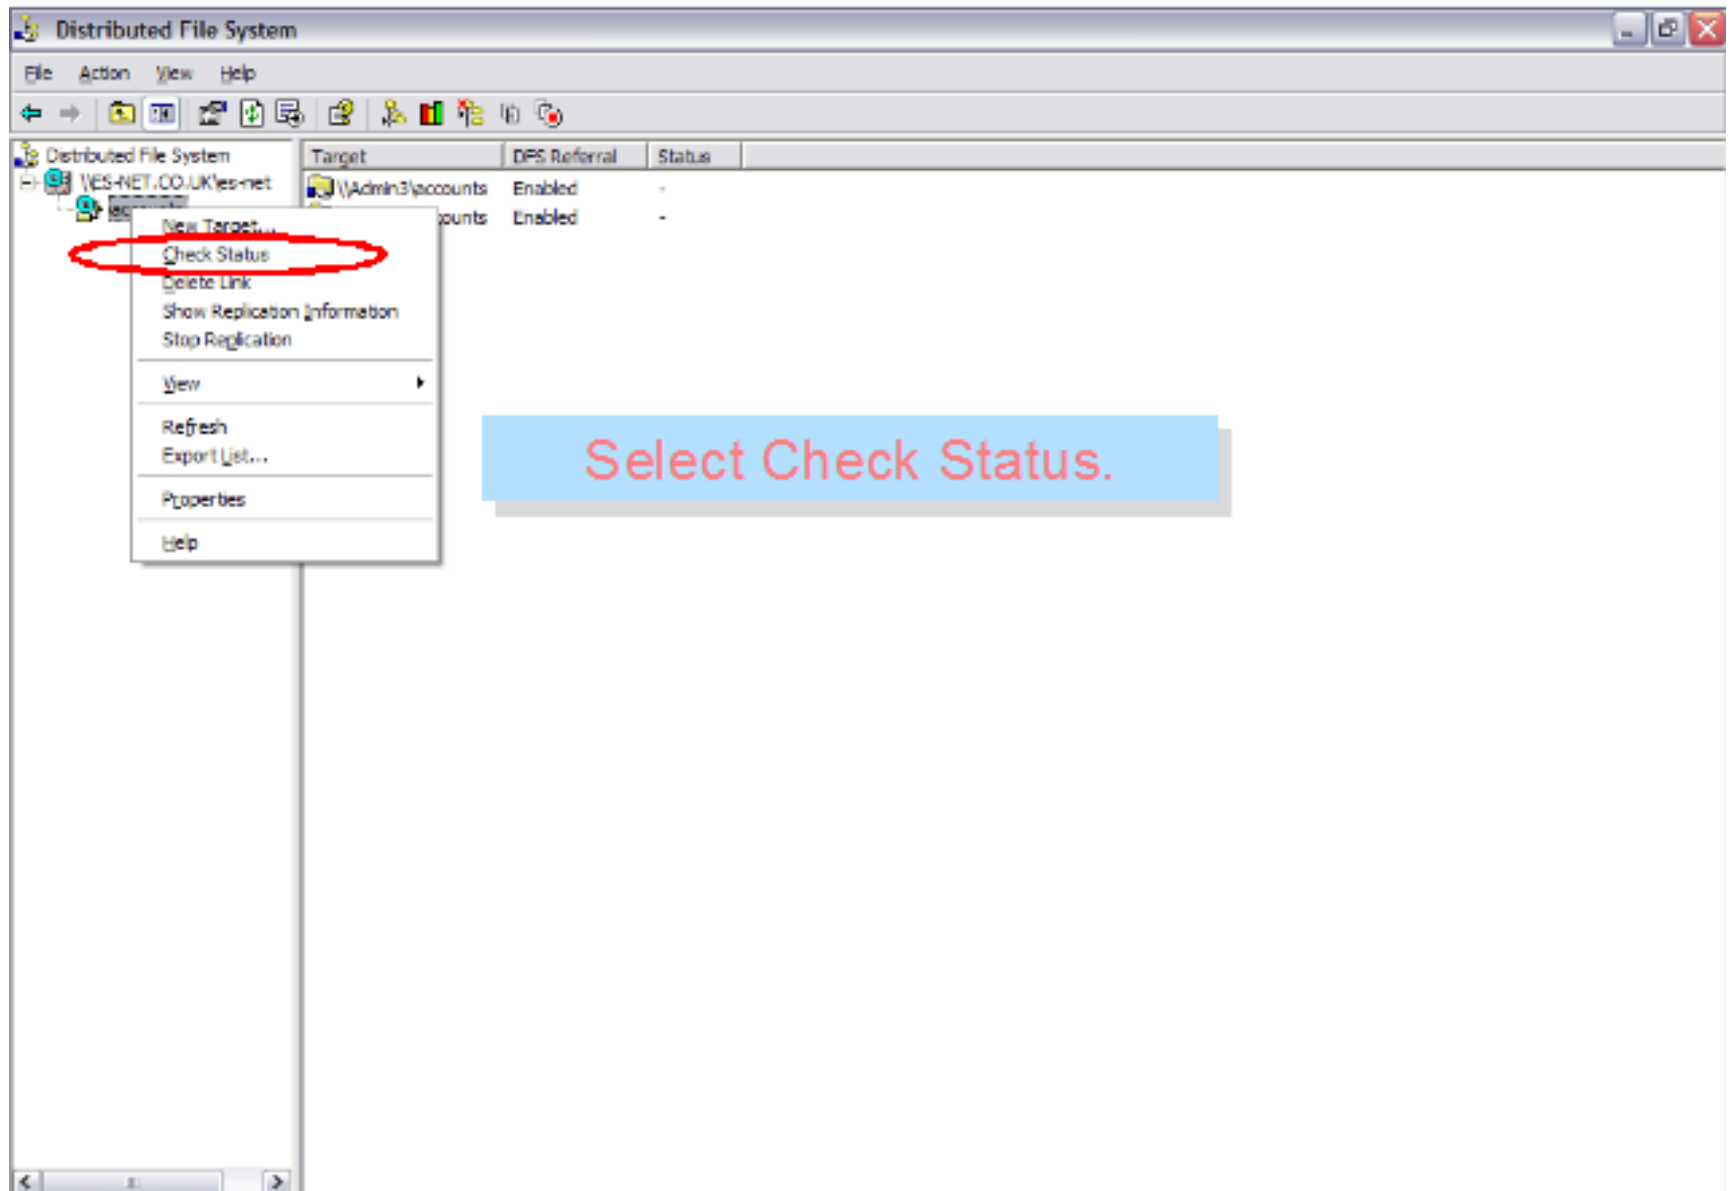 Distributed File System
File Action View Help
Distributed File System
Target DFS Referral Status
\\ES-NET.CO.UK\es-net
\\Admin3\accounts Enabled -
accounts
counts Enabled -
New Target...
Check Status
Delete Link
Show Replication Information
Stop Replication
View
Refresh
Export List...
Properties
Help
Select Check Status.